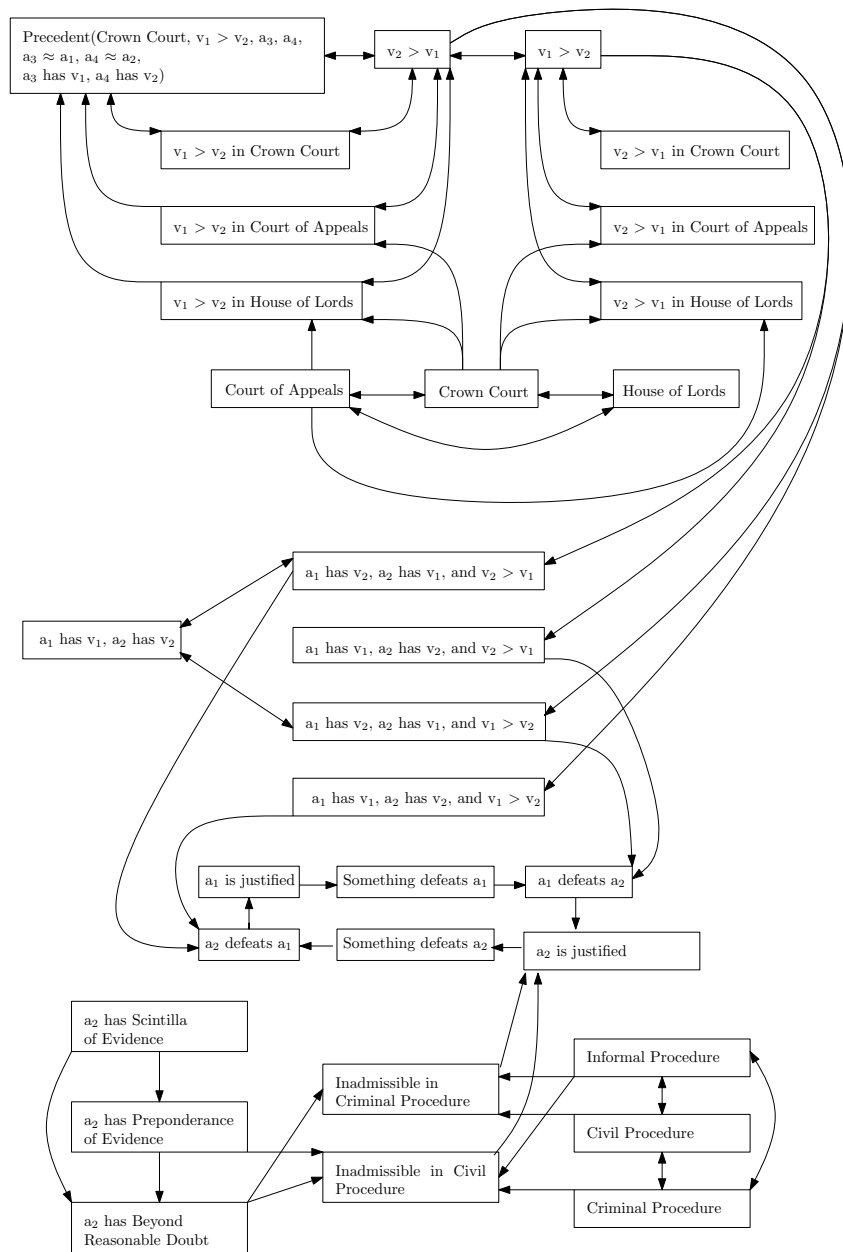 Precedent(Crown Court, v₁ > v₂, a₃, a₄,
a₃ ≈ a₁, a₄ ≈ a₂,
a₃ has v₁, a₄ has v₂)
v₂ > v₁
v₁ > v₂
v₁ > v₂ in Crown Court
v₂ > v₁ in Crown Court
v₁ > v₂ in Court of Appeals
v₂ > v₁ in Court of Appeals
v₁ > v₂ in House of Lords
v₂ > v₁ in House of Lords
Court of Appeals
Crown Court
House of Lords
a₁ has v₂, a₂ has v₁, and v₂ > v₁
a₁ has v₁, a₂ has v₂
a₁ has v₁, a₂ has v₂, and v₂ > v₁
a₁ has v₂, a₂ has v₁, and v₁ > v₂
a₁ has v₁, a₂ has v₂, and v₁ > v₂
a₁ is justified
Something defeats a₁
a₁ defeats a₂
a₂ defeats a₁
Something defeats a₂
a₂ is justified
a₂ has Scintilla
of Evidence
Informal Procedure
Inadmissible in
Criminal Procedure
a₂ has Preponderance
of Evidence
Civil Procedure
Inadmissible in Civil
Procedure
Criminal Procedure
a₂ has Beyond
Reasonable Doubt